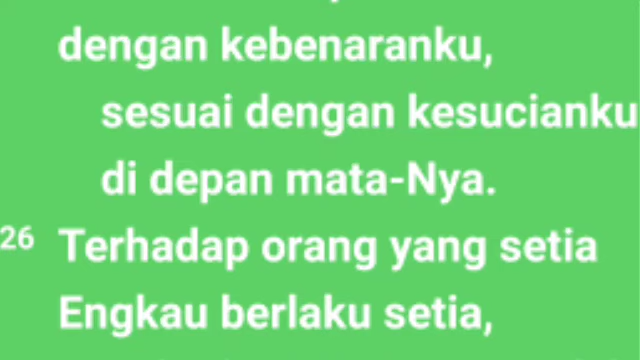 dengan kebenaranku,
sesuai dengan kesucianku
di depan mata-Nya.
26 Terhadap orang yang setia
Engkau berlaku setia,